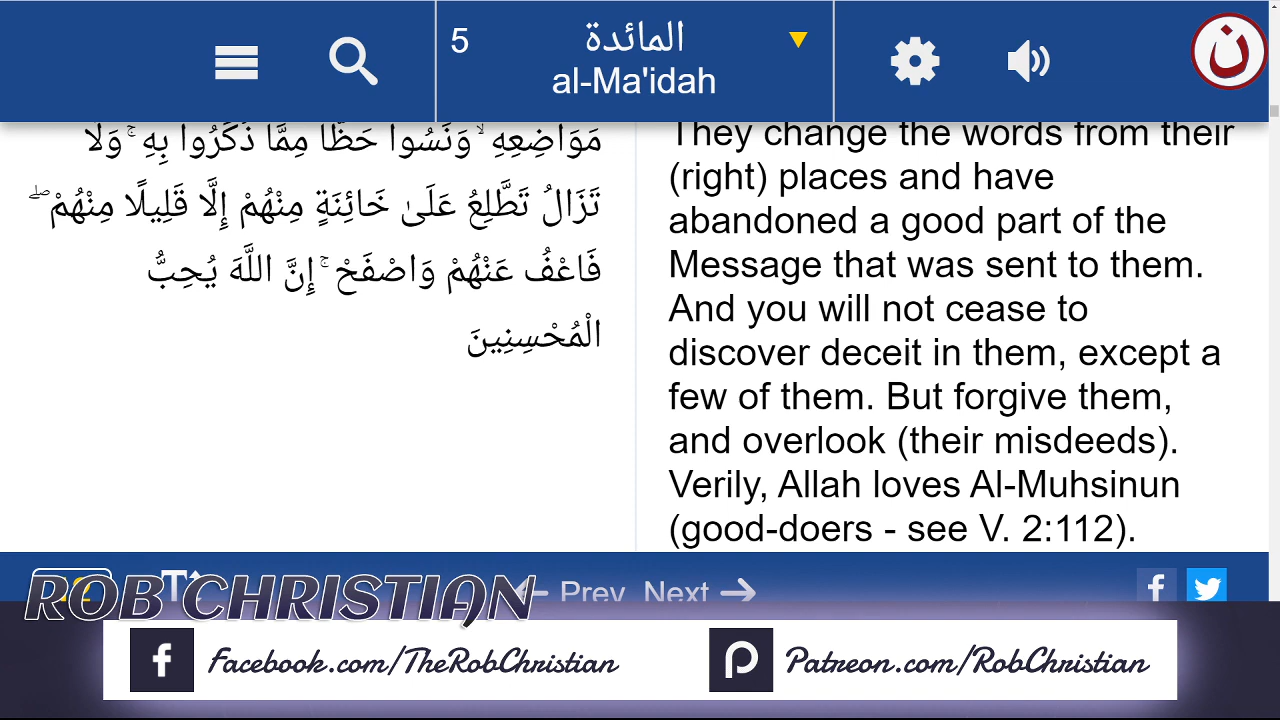 5
المائدة
al-Ma'idah
ن
مَوَاضِعِهِ ۙ وَنَسُوا حَظًّا مِمَّا ذُكِّرُوا بِهِ ۚ وَلَا
تَزَالُ تَطَّلِعُ عَلَىٰ خَائِنَةٍ مِنْهُمْ إِلَّا قَلِيلًا مِنْهُمْ ۖ
فَاعْفُ عَنْهُمْ وَاصْفَحْ ۚ إِنَّ اللَّهَ يُحِبُّ
الْمُحْسِنِينَ
They change the words from their
(right) places and have
abandoned a good part of the
Message that was sent to them.
And you will not cease to
discover deceit in them, except a
few of them. But forgive them,
and overlook (their misdeeds).
Verily, Allah loves Al-Muhsinun
(good-doers - see V. 2:112).
Prev Next
ROB CHRISTIAN
Facebook.com/TheRobChristian
Patreon.com/RobChristian